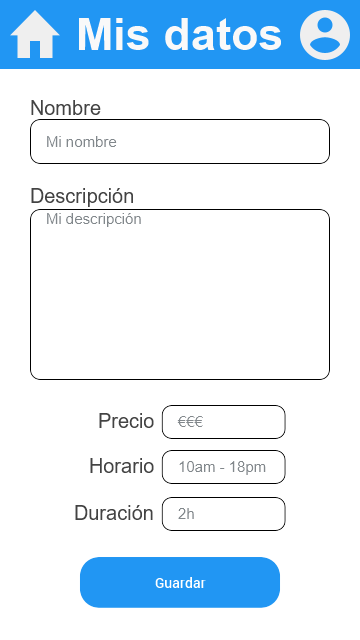 Mis datos
Nombre
Mi nombre
Descripción
Mi descripción
Precio €€€
Horario 10am - 18pm
Duración 2h
Guardar